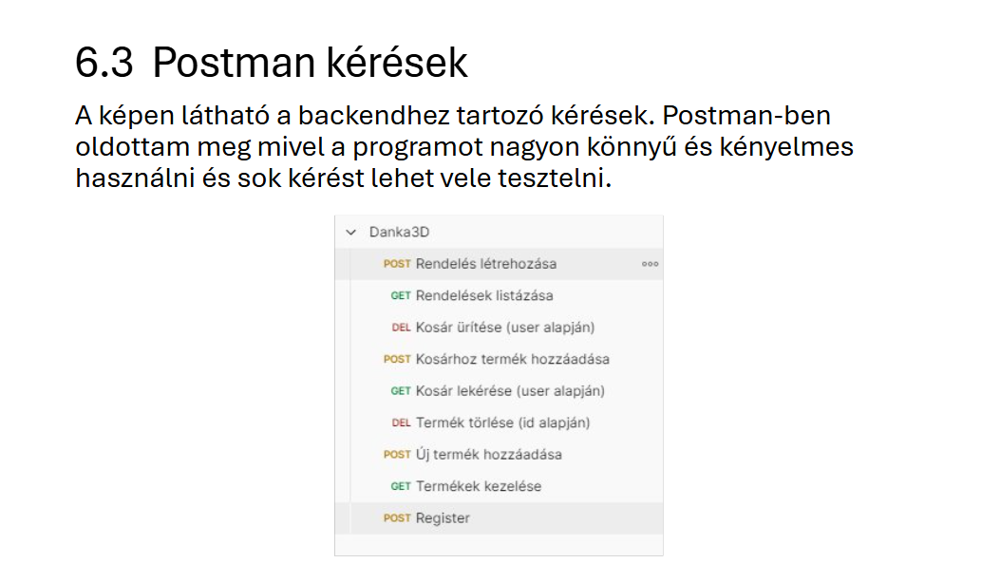 6.3 Postman kérések
A képen látható a backendhez tartozó kérések. Postman-ben
oldottam meg mivel a programot nagyon könnyű és kényelmes
használni és sok kérést lehet vele tesztelni.
Danka3D
POST Rendelés létrehozása
GET Rendelések listázása
DEL Kosár ürítése (user alapján)
POST Kosárhoz termék hozzáadása
GET Kosár lekérése (user alapján)
DEL Termék törlése (id alapján)
POST Új termék hozzáadása
GET Termékek kezelése
POST Register